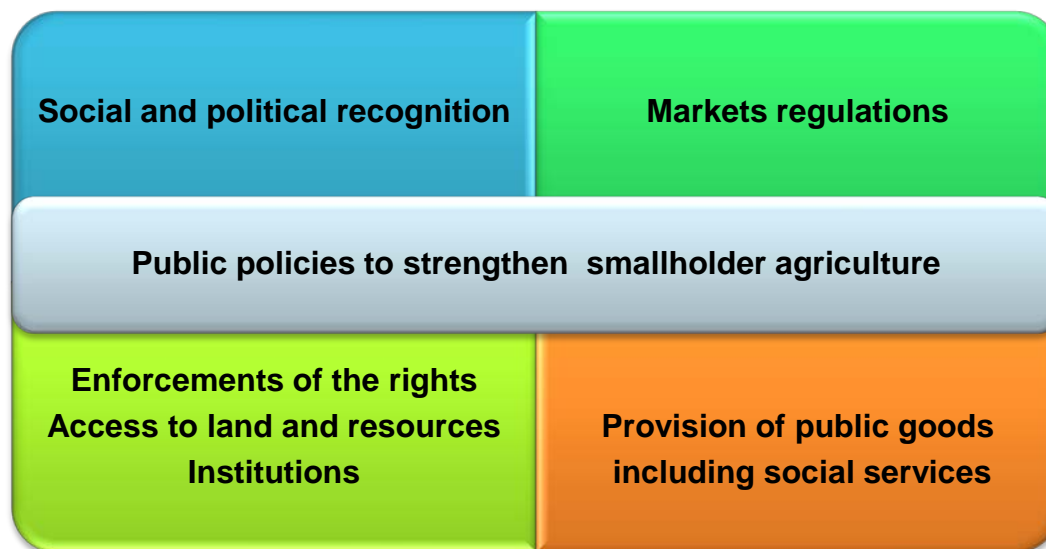 Social and political recognition
Markets regulations
Public policies to strengthen  smallholder agriculture
Enforcements of the rights
Access to land and resources
Institutions
Provision of public goods
including social services